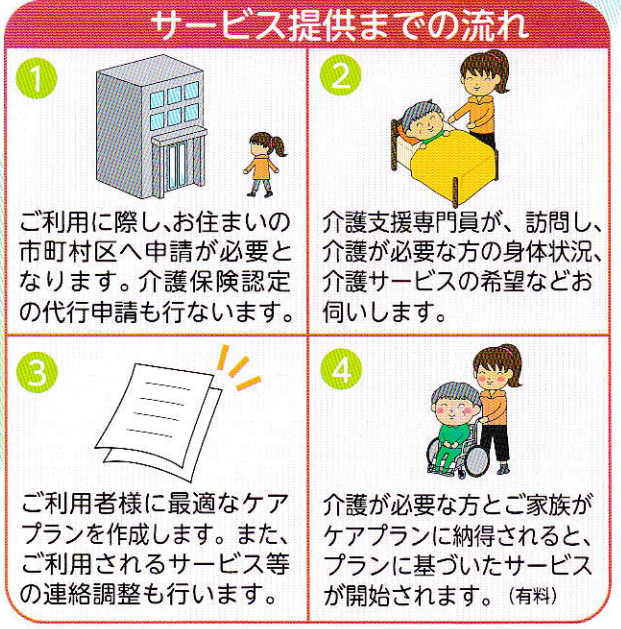 サービス提供までの流れ
1
ご利用に際し、お住まいの
市町村区へ申請が必要と
なります。介護保険認定
の代行申請も行ないます。
2
介護支援専門員が、訪問し、
介護が必要な方の身体状況、
介護サービスの希望などお
伺いします。
3
ご利用者様に最適なケア
プランを作成します。また、
ご利用されるサービス等
の連絡調整も行います。
4
介護が必要な方とご家族が
ケアプランに納得されると、
プランに基づいたサービス
が開始されます。(有料)